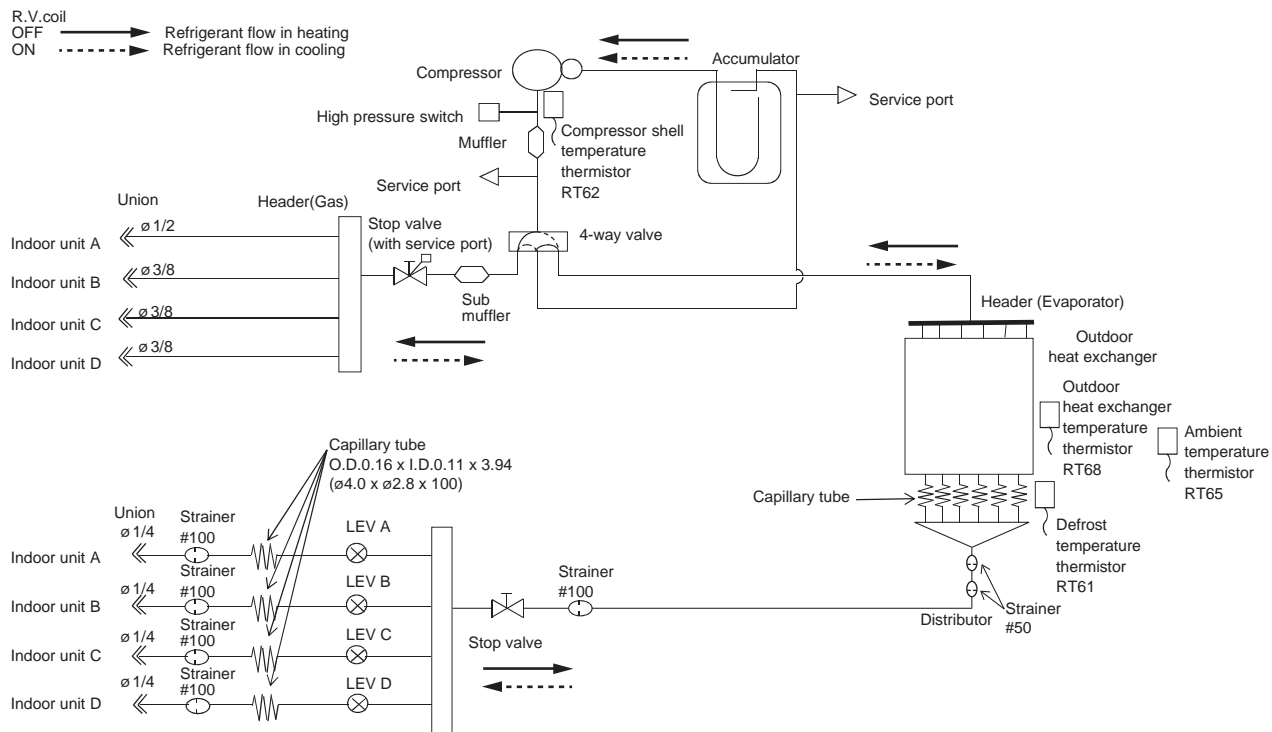 R.V.coil
OFF Refrigerant flow in heating
ON Refrigerant flow in cooling
Accumulator
Compressor
Service port
High pressure switch
Muffler
Compressor shell
temperature
thermistor
RT62
Service port
Union
Header(Gas)
Stop valve
(with service port)
4-way valve
Indoor unit A
ø 1/2
Indoor unit B
ø 3/8
Indoor unit C
ø 3/8
Indoor unit D
ø 3/8
Sub
muffler
Header (Evaporator)
Outdoor
heat exchanger
Outdoor
heat exchanger
temperature
thermistor
RT68
Ambient
temperature
thermistor
RT65
Capillary tube
O.D.0.16 x I.D.0.11 x 3.94
(ø4.0 x ø2.8 x 100)
Capillary tube
Defrost
temperature
thermistor
RT61
Union
ø 1/4
Strainer
#100
LEV A
Indoor unit A
ø 1/4
Strainer
#100
LEV B
Indoor unit B
ø 1/4
Strainer
#100
LEV C
Indoor unit C
ø 1/4
Strainer
#100
LEV D
Indoor unit D
Strainer
#100
Stop valve
Distributor
Strainer
#50